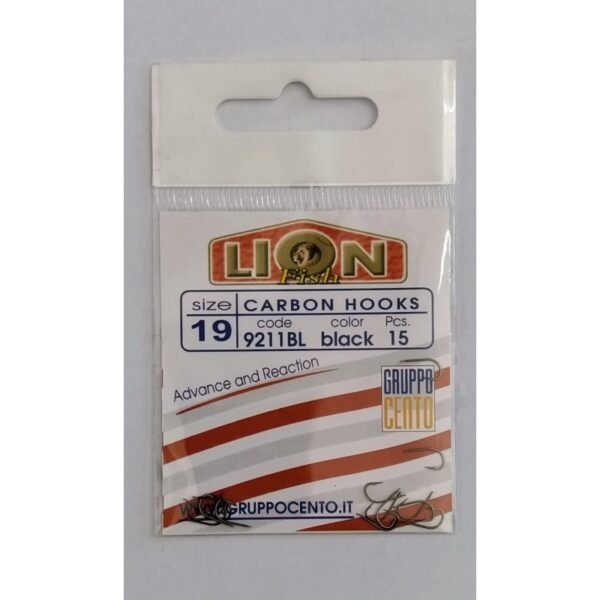 LION
Fish
size CARBON HOOKS
19 code color Pcs.
9211BL black 15
Advance and Reaction
GRUPPO
CENTO
WWW.GRUPPOCENTO.IT